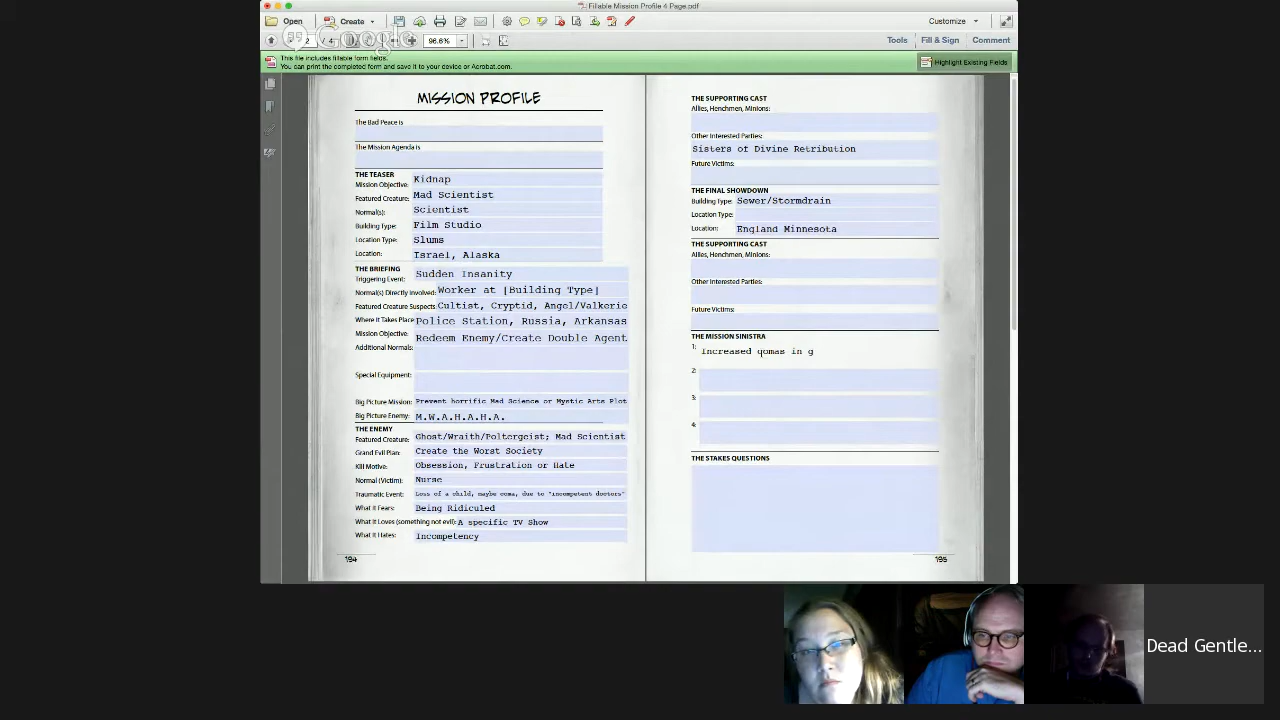 Fillable Mission Profile 4 Page.pdf
Open Create Customize
2 / 4 96.6% Tools Fill & Sign Comment
Google
This file includes fillable form fields.
You can print the completed form and save it to your device or Acrobat.com.
Highlight Existing Fields
MISSION PROFILE
The Bad Peace is
The Mission Agenda is
THE TEASER
Mission Objective: Kidnap
Featured Creature: Mad Scientist
Normal(s): Scientist
Building Type: Film Studio
Location Type: Slums
Location: Israel, Alaska
THE BRIEFING
Triggering Event: Sudden Insanity
Normal(s) Directly Involved: Worker at [Building Type]
Featured Creature Suspects: Cultist, Cryptid, Angel/Valkerie
Where It Takes Place: Police Station, Russia, Arkansas
Mission Objective: Redeem Enemy/Create Double Agent
Additional Normals:
Special Equipment:
Big Picture Mission: Prevent horrific Mad Science or Mystic Arts Plot
Big Picture Enemy: M.W.A.H.A.H.A.
THE ENEMY
Featured Creature: Ghost/Wraith/Poltergeist; Mad Scientist
Grand Evil Plan: Create the Worst Society
Kill Motive: Obsession, Frustration or Hate
Normal (Victim): Nurse
Traumatic Event: Loss of a child, maybe coma, due to "incompetent doctors"
What It Fears: Being Ridiculed
What It Loves (something not evil): A specific TV Show
What It Hates: Incompetency
194
THE SUPPORTING CAST
Allies, Henchmen, Minions:
Other Interested Parties:
Sisters of Divine Retribution
Future Victims:
THE FINAL SHOWDOWN
Building Type: Sewer/Stormdrain
Location Type:
Location: England Minnesota
THE SUPPORTING CAST
Allies, Henchmen, Minions:
Other Interested Parties:
Future Victims:
THE MISSION SINISTRA
1: Increased qomas in g
2:
3:
4:
THE STAKES QUESTIONS
195
Dead Gentle...